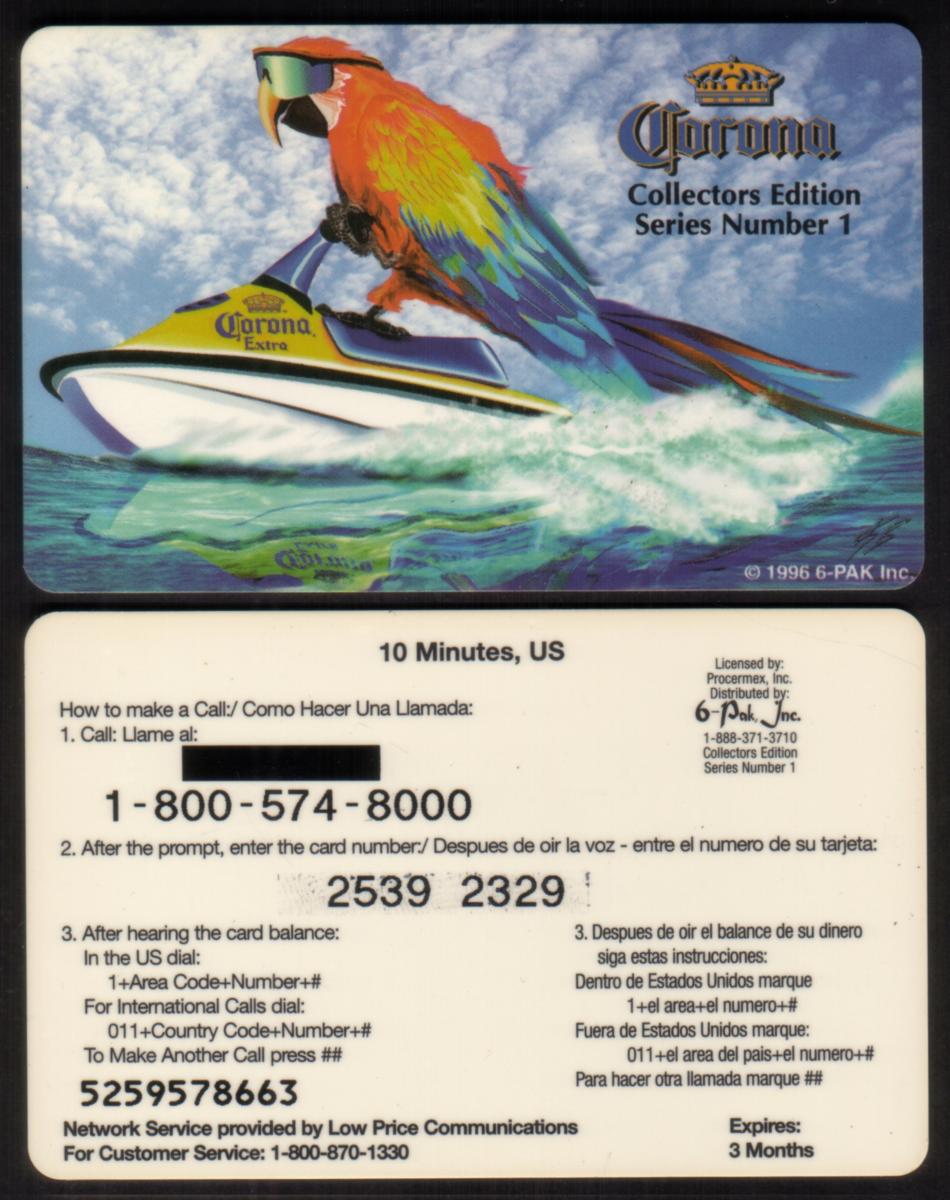 Corona
Collectors Edition
Series Number 1
Corona
Extra
© 1996 6-PAK Inc.
10 Minutes, US
Licensed by:
Procermex, Inc.
Distributed by:
6-Pak, Inc.
1-888-371-3710
Collectors Edition
Series Number 1
How to make a Call:/ Como Hacer Una Llamada:
1. Call: Llame al:
1-800-574-8000
2. After the prompt, enter the card number:/ Despues de oir la voz - entre el numero de su tarjeta:
2539 2329
3. After hearing the card balance:
In the US dial:
1+Area Code+Number+#
For International Calls dial:
011+Country Code+Number+#
To Make Another Call press ##
3. Despues de oir el balance de su dinero
siga estas instrucciones:
Dentro de Estados Unidos marque
1+el area+el numero+#
Fuera de Estados Unidos marque:
011+el area del pais+el numero+#
Para hacer otra llamada marque ##
5259578663
Network Service provided by Low Price Communications
For Customer Service: 1-800-870-1330
Expires:
3 Months